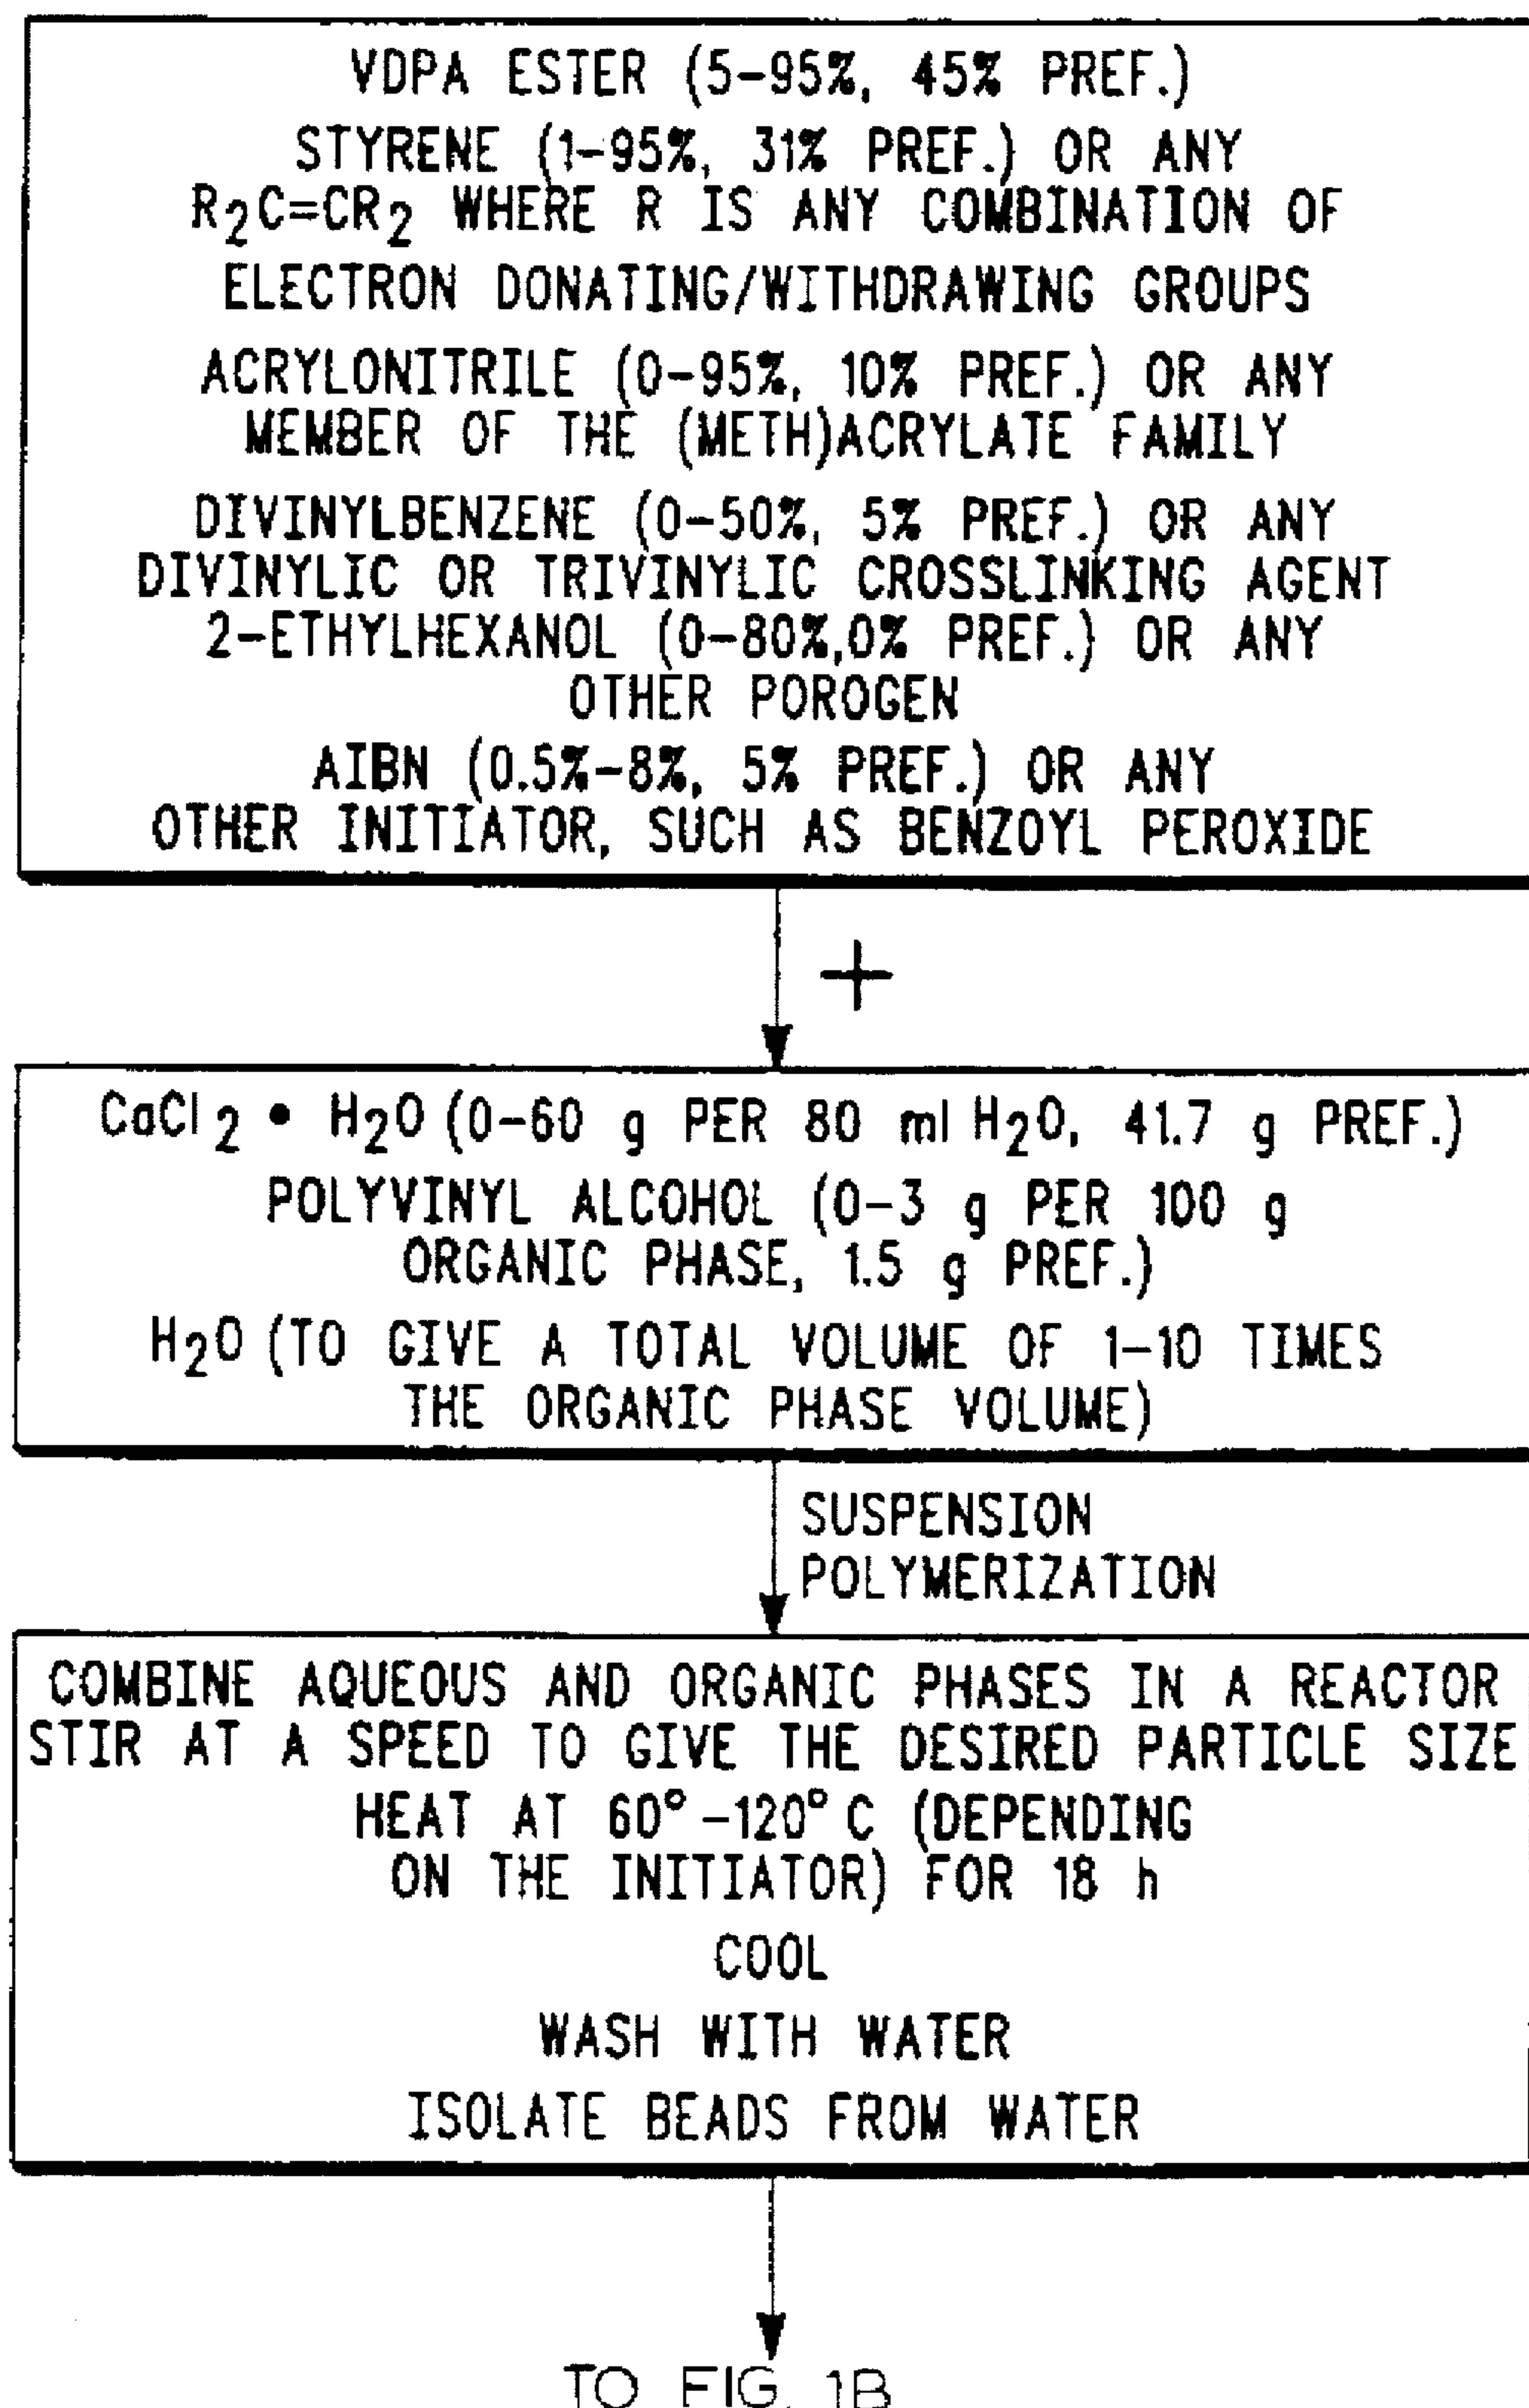 VDPA ESTER (5-95%, 45% PREF.)
STYRENE (1-95%, 31% PREF.) OR ANY
R₂C=CR₂ WHERE R IS ANY COMBINATION OF
ELECTRON DONATING/WITHDRAWING GROUPS
ACRYLONITRILE (0-95%, 10% PREF.) OR ANY
MEMBER OF THE (METH)ACRYLATE FAMILY
DIVINYLBENZENE (0-50%, 5% PREF.) OR ANY
DIVINYLIC OR TRIVINYLIC CROSSLINKING AGENT
2-ETHYLHEXANOL (0-80%,0% PREF.) OR ANY
OTHER POROGEN
AIBN (0.5%-8%, 5% PREF.) OR ANY
OTHER INITIATOR, SUCH AS BENZOYL PEROXIDE
+
CaCl₂ • H₂O (0-60 g PER 80 ml H₂O, 41.7 g PREF.)
POLYVINYL ALCOHOL (0-3 g PER 100 g
ORGANIC PHASE, 1.5 g PREF.)
H₂O (TO GIVE A TOTAL VOLUME OF 1-10 TIMES
THE ORGANIC PHASE VOLUME)
SUSPENSION
POLYMERIZATION
COMBINE AQUEOUS AND ORGANIC PHASES IN A REACTOR
STIR AT A SPEED TO GIVE THE DESIRED PARTICLE SIZE
HEAT AT 60°-120°C (DEPENDING
ON THE INITIATOR) FOR 18 h
COOL
WASH WITH WATER
ISOLATE BEADS FROM WATER
TO FIG. 1B